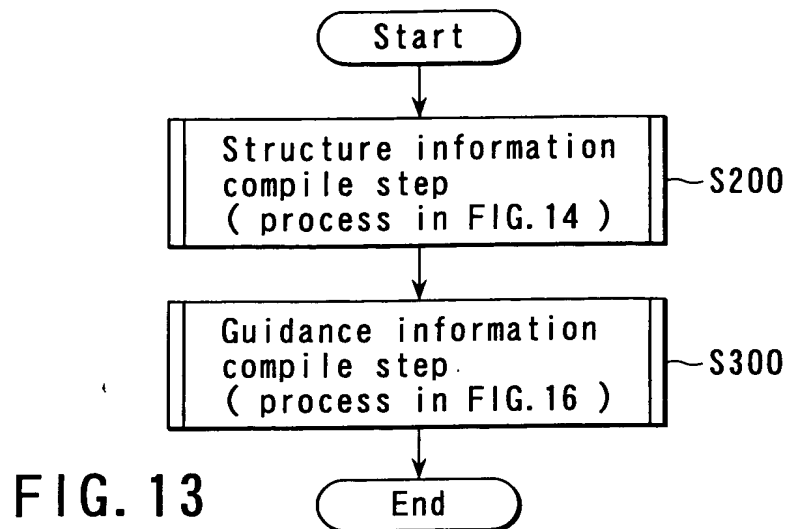 Start
Structure information
compile step
( process in FIG.14 )
S200
Guidance information
compile step
( process in FIG.16 )
S300
End
FIG.13